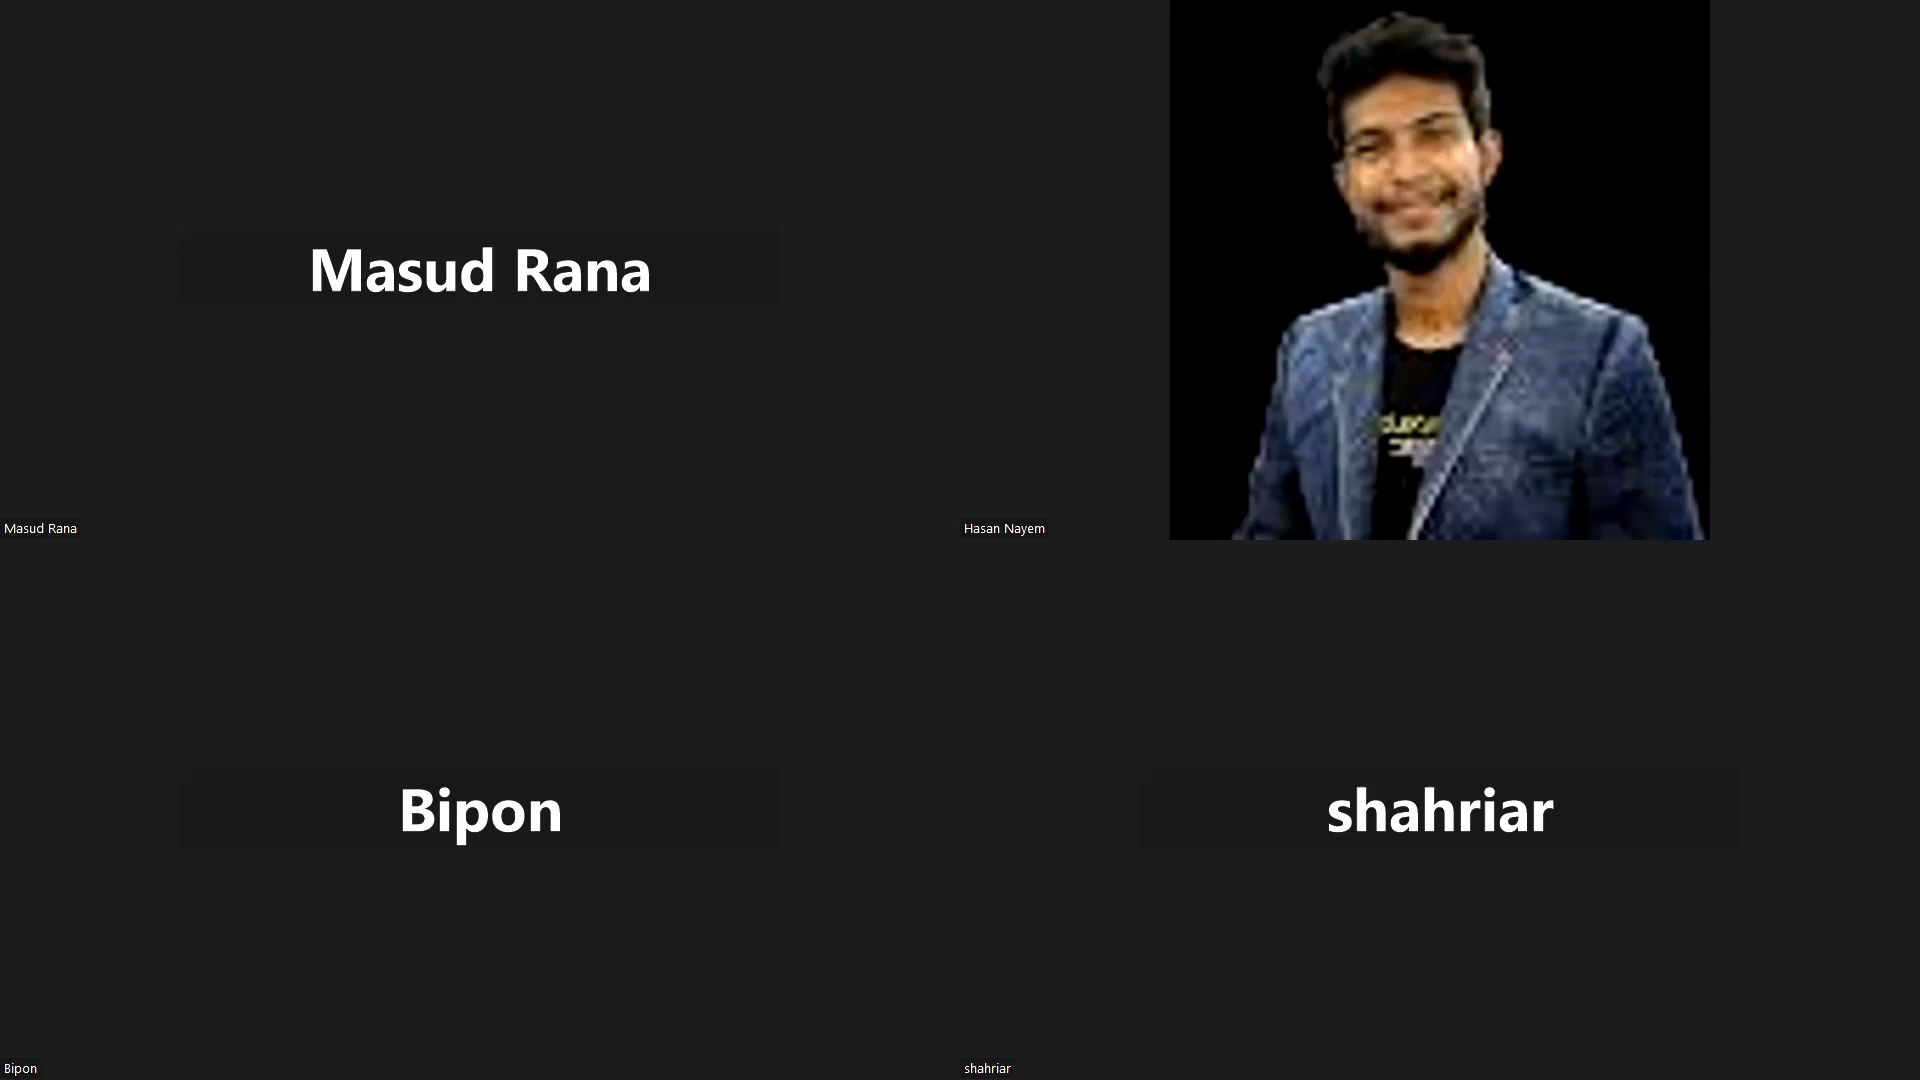 Masud Rana
Masud Rana
Hasan Nayem
Bipon
shahriar
Bipon
shahriar